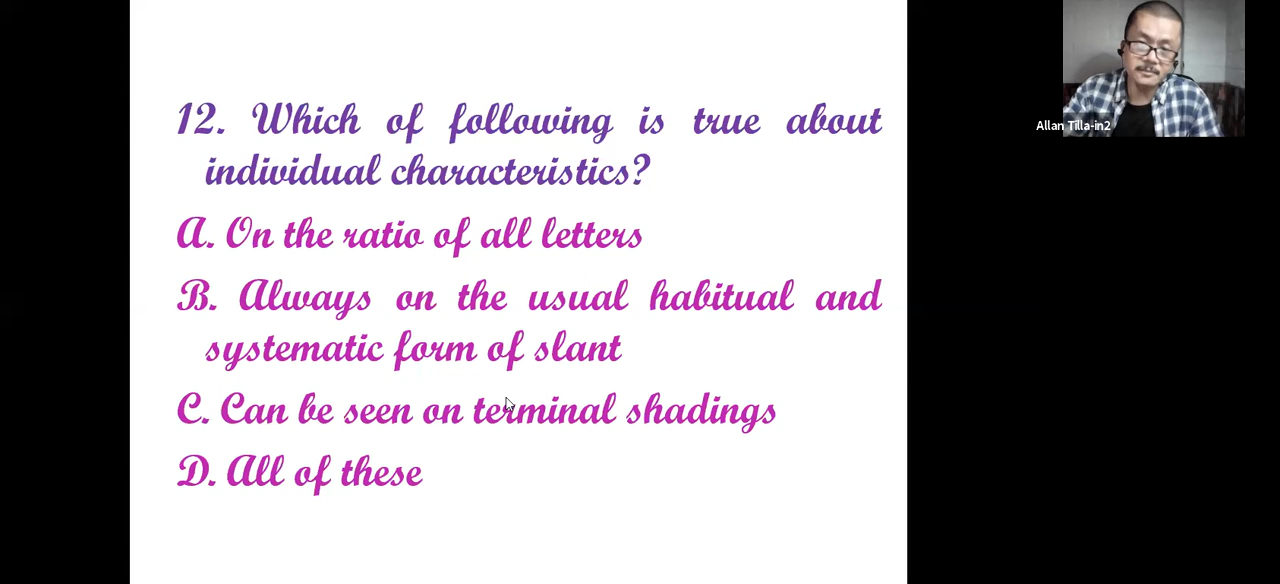 12. Which of following is true about
individual characteristics?
A. On the ratio of all letters
B. Always on the usual habitual and
systematic form of slant
C. Can be seen on terminal shadings
D. All of these
Allan Tilla-in2